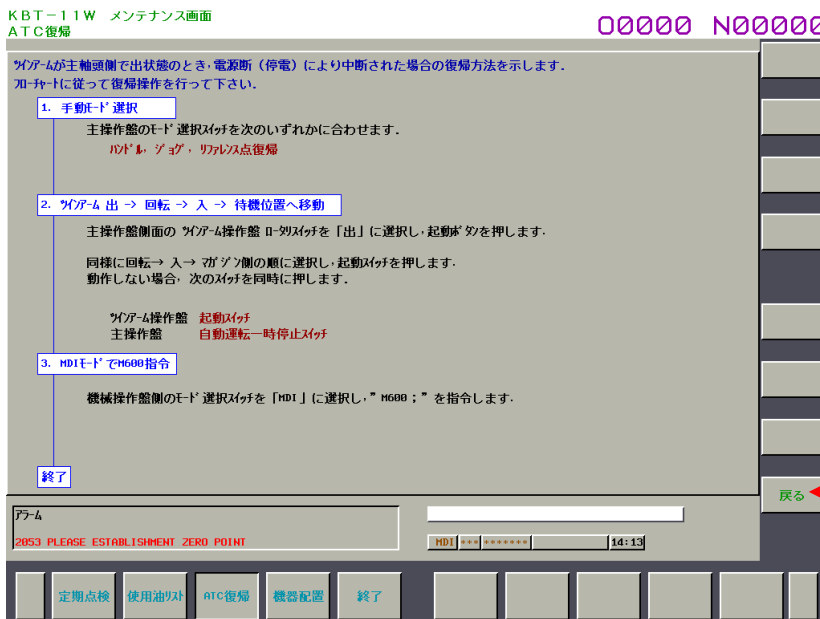 KBT-11W メンテナンス画面
ATC復帰
O0000 N00000
ツインアームが主軸頭側で出状態のとき,電源断(停電)により中断された場合の復帰方法を示します.
フローチャートに従って復帰操作を行って下さい.
1. 手動モード選択
主操作盤のモード選択スイッチを次のいずれかに合わせます.
ハンドル, ジョグ, リファレンス点復帰
2. ツインアーム 出 -> 回転 -> 入 -> 待機位置へ移動
主操作盤側面の ツインアーム操作盤 ロータリスイッチを「出」に選択し,起動ボタンを押します.
同様に回転→ 入→ マガジン側の順に選択し,起動スイッチを押します.
動作しない場合, 次のスイッチを同時に押します.
ツインアーム操作盤 起動スイッチ
主操作盤 自動運転一時停止スイッチ
3. MDIモードでM600指令
機械操作盤側のモード選択スイッチを「MDI」に選択し,"M600;"を指令します.
終了
戻る
アラーム
2053 PLEASE ESTABLISHMENT ZERO POINT
MDI *** ******* 14:13
定期点検 使用油リスト ATC復帰 機器配置 終了